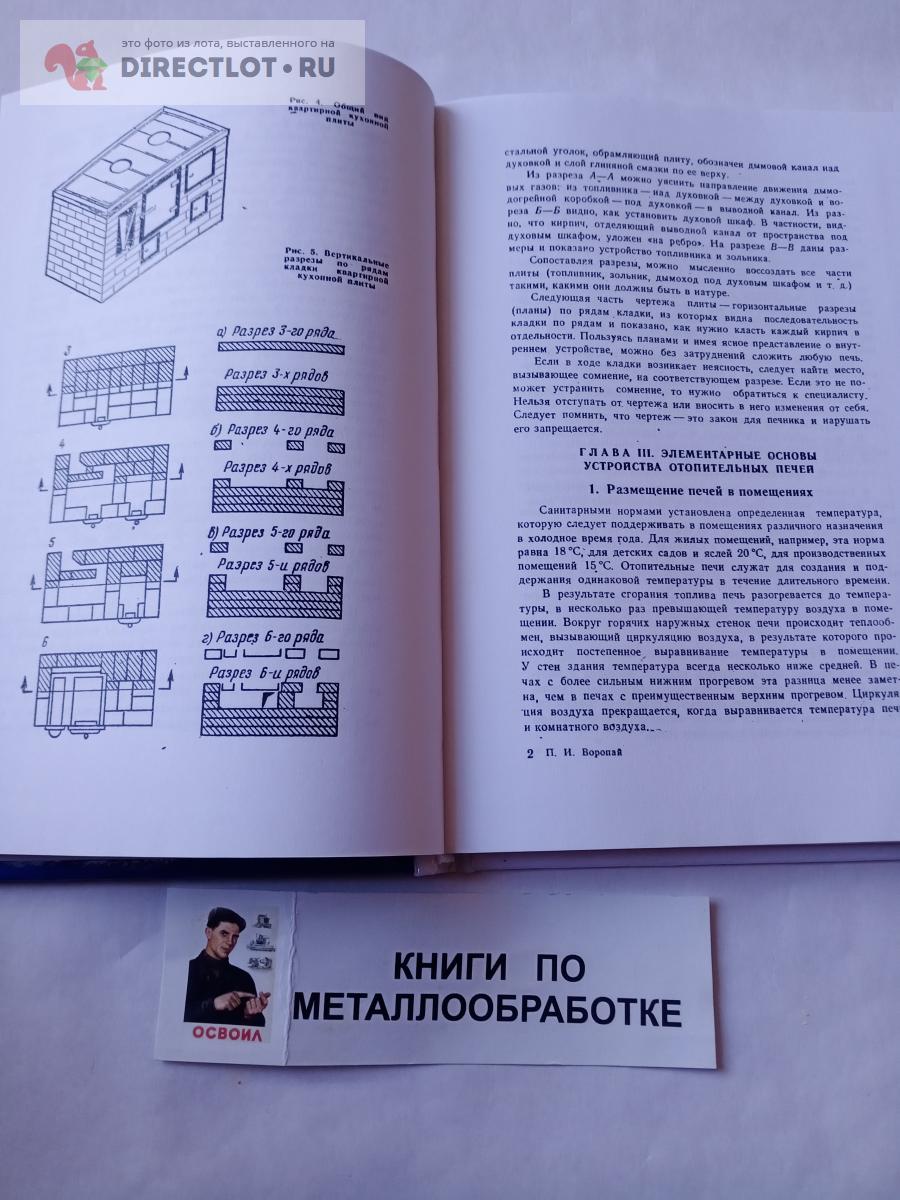 это фото из лота, выставленного на
DIRECTLOT.RU
Рис. 4. Общий вид
квартирной кухонной
плиты
Рис. 5. Вертикальные
разрезы по рядам
кладки квартирной
кухонной плиты
а) Разрез 3-го ряда
3
Разрез 3-х рядов
б) Разрез 4-го ряда
4
Разрез 4-х рядов
в) Разрез 5-го ряда
5
Разрез 5-и рядов
г) Разрез 6-го ряда
6
Разрез 6-и рядов
стальной уголок, обрамляющий плиту, обозначен дымовой канал над
духовкой и слой глиняной смазки по ее верху.
Из разреза А—А можно уяснить направление движения дымо-
вых газов: из топливника — над духовкой — между духовкой и во-
догрейной коробкой — под духовкой — в выводной канал. Из раз-
реза Б—Б видно, как установить духовой шкаф. В частности, вид-
но, что кирпич, отделяющий выводной канал от пространства под
духовым шкафом, уложен «на ребро». На разрезе В—В даны раз-
меры и показано устройство топливника и зольника.
Сопоставляя разрезы, можно мысленно воссоздать все части
плиты (топливник, зольник, дымоход под духовым шкафом и т. д.)
такими, какими они должны быть в натуре.
Следующая часть чертежа плиты — горизонтальные разрезы
(планы) по рядам кладки, из которых видна последовательность
кладки по рядам и показано, как нужно класть каждый кирпич в
отдельности. Пользуясь планами и имея ясное представление о внут-
реннем устройстве, можно без затруднений сложить любую печь.
Если в ходе кладки возникает неясность, следует найти место,
вызывающее сомнение, на соответствующем разрезе. Если это не по-
может устранить сомнение, то нужно обратиться к специалисту.
Нельзя отступать от чертежа или вносить в него изменения от себя.
Следует помнить, что чертеж — это закон для печника и нарушать
его запрещается.
ГЛАВА III. ЭЛЕМЕНТАРНЫЕ ОСНОВЫ
УСТРОЙСТВА ОТОПИТЕЛЬНЫХ ПЕЧЕЙ
1. Размещение печей в помещениях
Санитарными нормами установлена определенная температура,
которую следует поддерживать в помещениях различного назначения
в холодное время года. Для жилых помещений, например, эта норма
равна 18 °С, для детских садов и яслей 20 °С, для производственных
помещений 15 °С. Отопительные печи служат для создания и под-
держания одинаковой температуры в течение длительного времени.
В результате сгорания топлива печь разогревается до темпера-
туры, в несколько раз превышающей температуру воздуха в поме-
щении. Вокруг горячих наружных стенок печи происходит теплооб-
мен, вызывающий циркуляцию воздуха, в результате которого про-
исходит постепенное выравнивание температуры в помещении.
У стен здания температура всегда несколько ниже средней. В пе-
чах с более сильным нижним прогревом эта разница менее замет-
на, чем в печах с преимущественным верхним прогревом. Циркуля
ция воздуха прекращается, когда выравнивается температура печ
и комнатного воздуха.
2 П. И. Воропай
ОСВОИЛ
КНИГИ ПО
МЕТАЛЛООБРАБОТКЕ